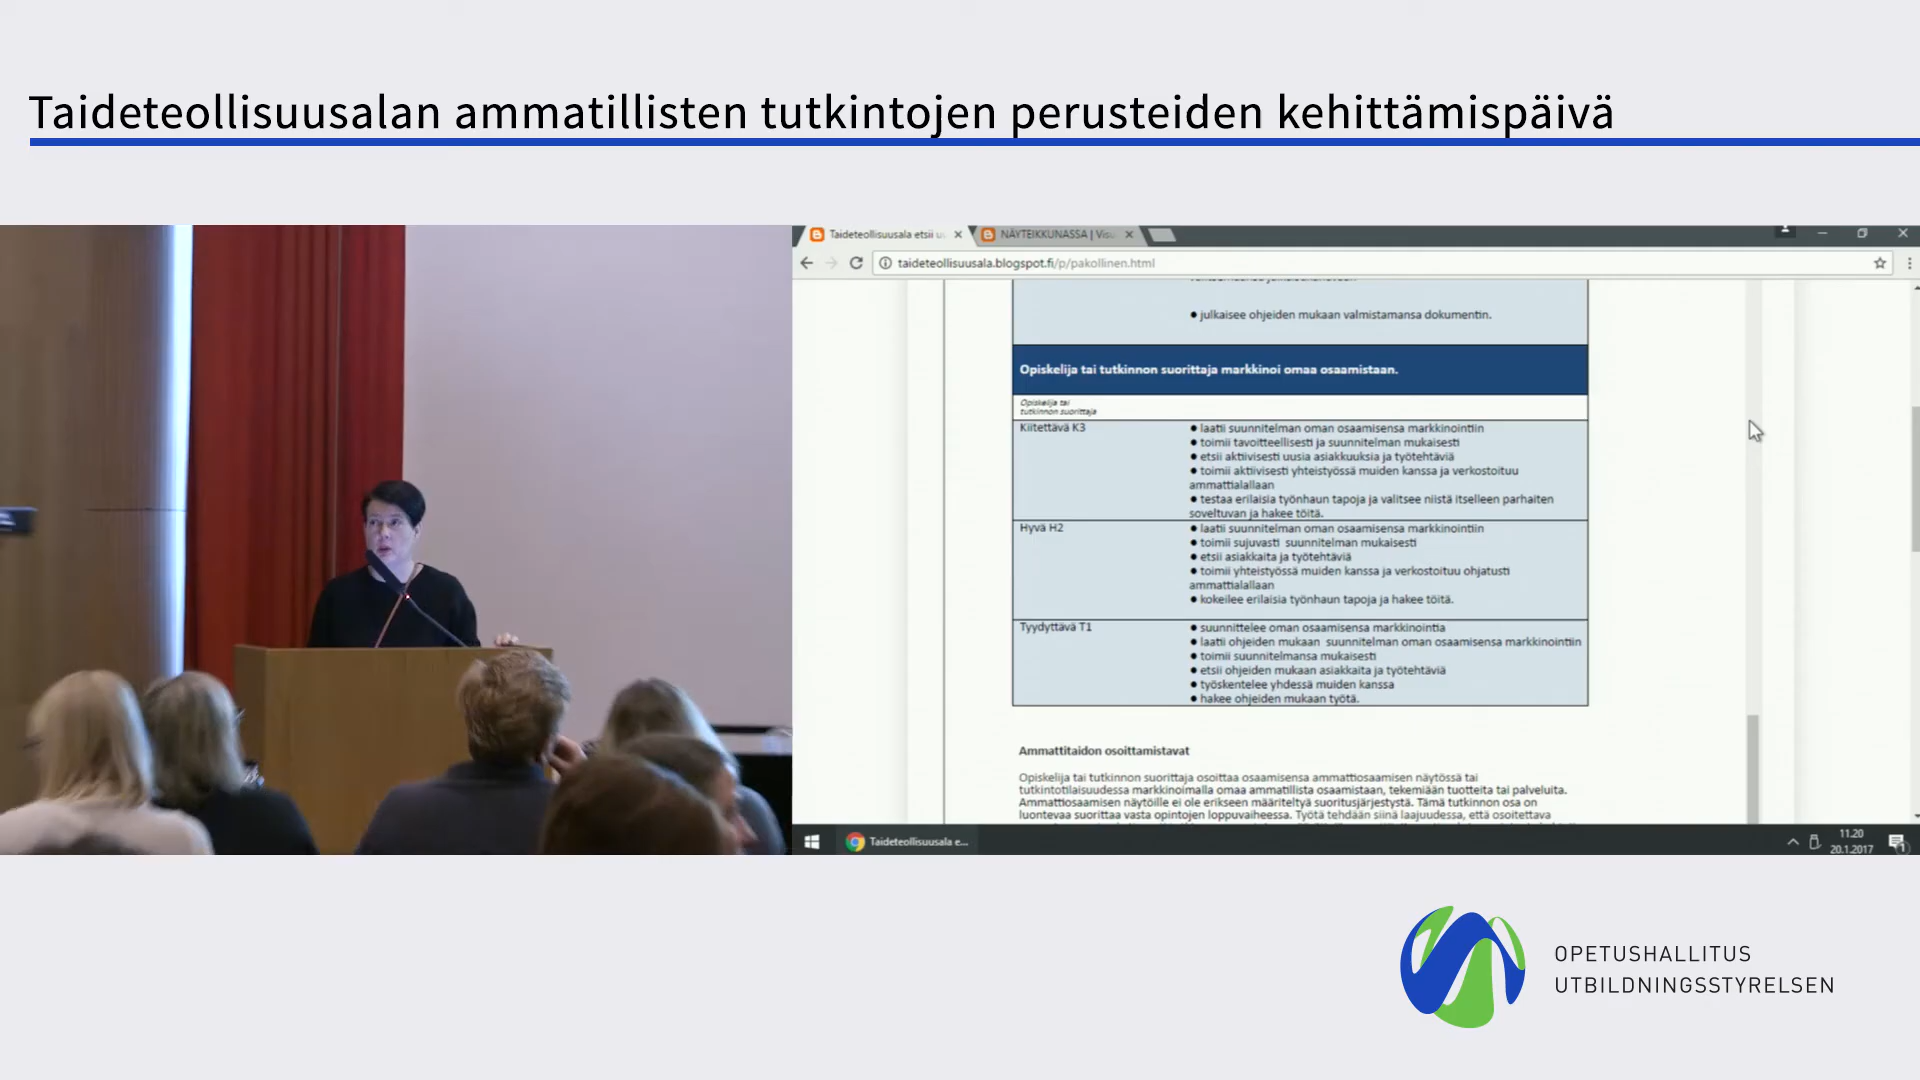 Taideteollisuusalan ammatillisten tutkintojen perusteiden kehittämispäivä
Taideteollisuusala etsii
NÄYTEIKKUNASSA | Visu
taideteollisuusala.blogspot.fi/p/pakollinen.html
● julkaisee ohjeiden mukaan valmistamansa dokumentin.
Opiskelija tai tutkinnon suorittaja markkinoi omaa osaamistaan.
Opiskelija tai
tutkinnon suorittaja
Kiitettävä K3
● laatii suunnitelman oman osaamisensa markkinointiin
● toimii tavoitteellisesti ja suunnitelman mukaisesti
● etsii aktiivisesti uusia asiakkuuksia ja työtehtäviä
● toimii aktiivisesti yhteistyössä muiden kanssa ja verkostoituu
ammattialallaan
● testaa erilaisia työnhaun tapoja ja valitsee niistä itselleen parhaiten
soveltuvan ja hakee töitä.
Hyvä H2
● laatii suunnitelman oman osaamisensa markkinointiin
● toimii sujuvasti suunnitelman mukaisesti
● etsii asiakkaita ja työtehtäviä
● toimii yhteistyössä muiden kanssa ja verkostoituu ohjatusti
ammattialallaan
● kokeilee erilaisia työnhaun tapoja ja hakee töitä.
Tyydyttävä T1
● suunnittelee oman osaamisensa markkinointia
● laatii ohjeiden mukaan suunnitelman oman osaamisensa markkinointiin
● toimii suunnitelmansa mukaisesti
● etsii ohjeiden mukaan asiakkaita ja työtehtäviä
● työskentelee yhdessä muiden kanssa
● hakee ohjeiden mukaan työtä.
Ammattitaidon osoittamistavat
Opiskelija tai tutkinnon suorittaja osoittaa osaamisensa ammattiosaamisen näytössä tai
tutkintotilaisuudessa markkinoimalla omaa ammatillista osaamistaan, tekemiään tuotteita tai palveluita.
Ammattiosaamisen näytöille ei ole erikseen määriteltyä suoritusjärjestystä. Tämä tutkinnon osa on
luontevaa suorittaa vasta opintojen loppuvaiheessa. Työtä tehdään siinä laajuudessa, että osoitettava
Taideteollisuusala e...
11.20
20.1.2017
1
OPETUSHALLITUS
UTBILDNINGSSTYRELSEN